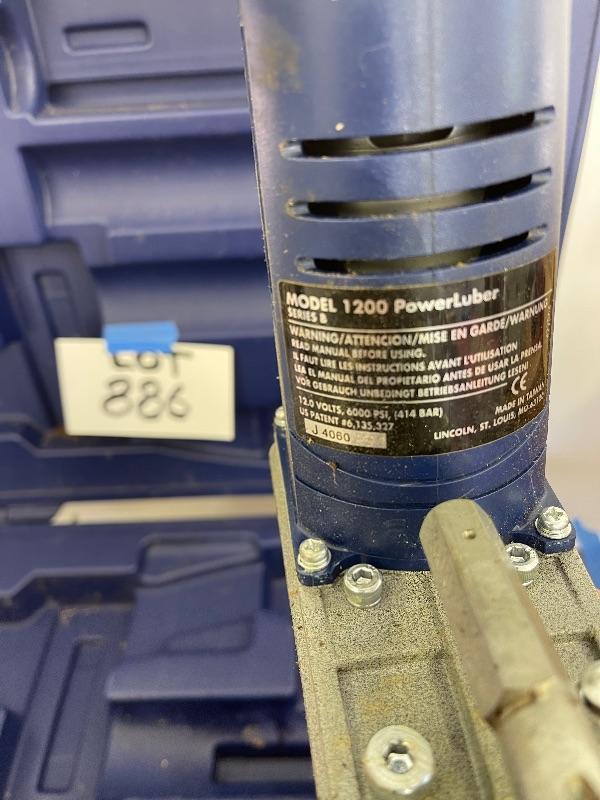 MODEL 1200 PowerLuber
SERIES B
WARNING/ATTENCION/MISE EN GARDE/WARNUNG
READ MANUAL BEFORE USING.
IL FAUT LIRE LES INSTRUCTIONS AVANT L'UTILISATION
LEA EL MANUAL DEL PROPIETARIO ANTES DE USAR LA PRENSA
VOR GEBRAUCH UNBEDINGT BETRIEBSANLEITUNG LESEN!
CE
12.0 VOLTS, 6000 PSI, (414 BAR)
MADE IN TAIWAN
US PATENT #6,135,327
LINCOLN, ST. LOUIS, MO
J 4060
LOT
886